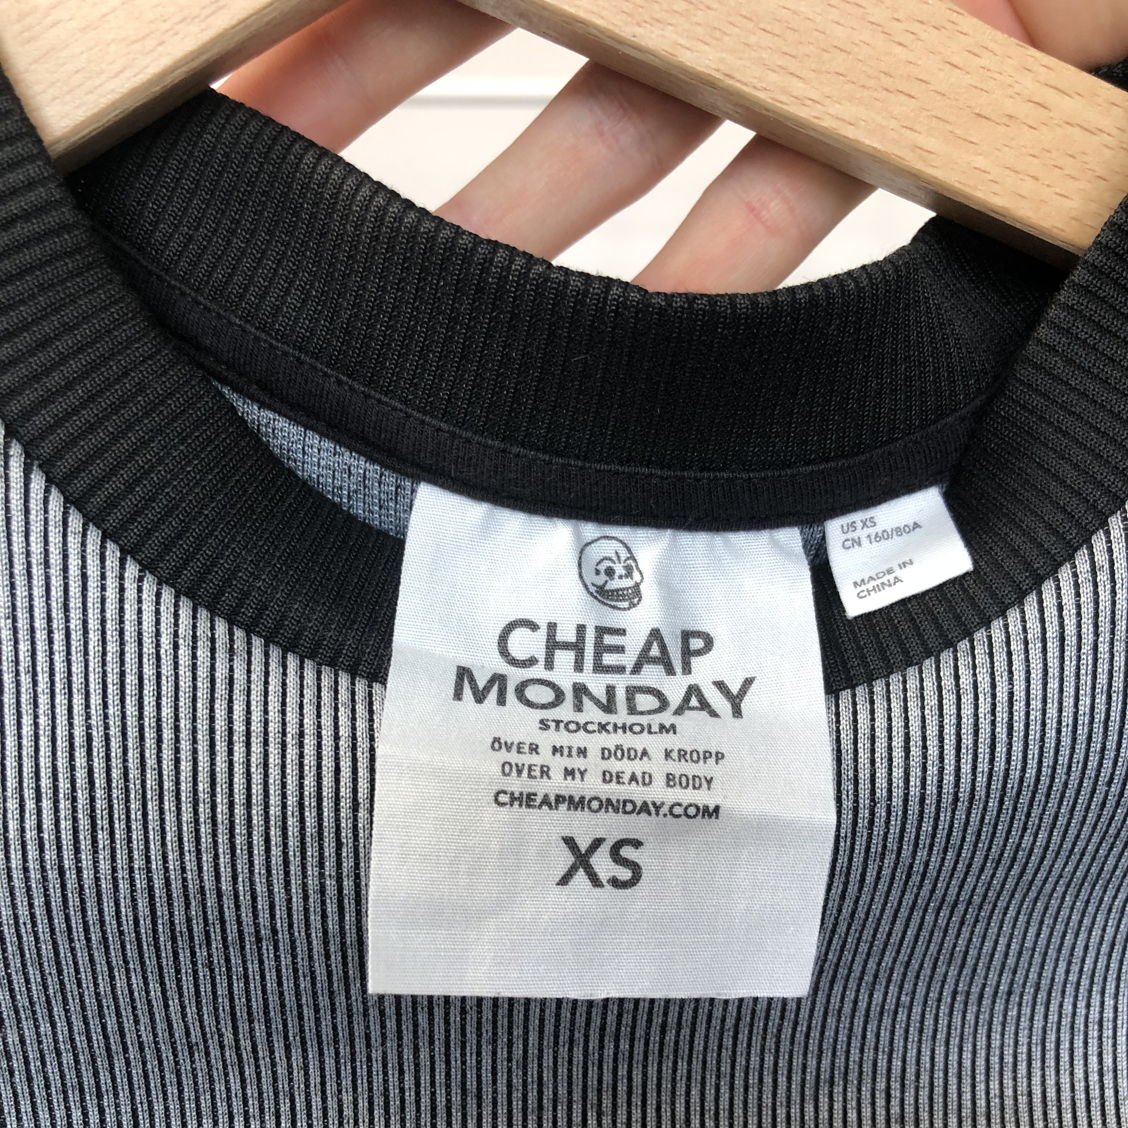 CHEAP
MONDAY
STOCKHOLM
ÖVER MIN DÖDA KROPP
OVER MY DEAD BODY
CHEAPMONDAY.COM
XS
US XS
CN 160/80A
MADE IN
CHINA